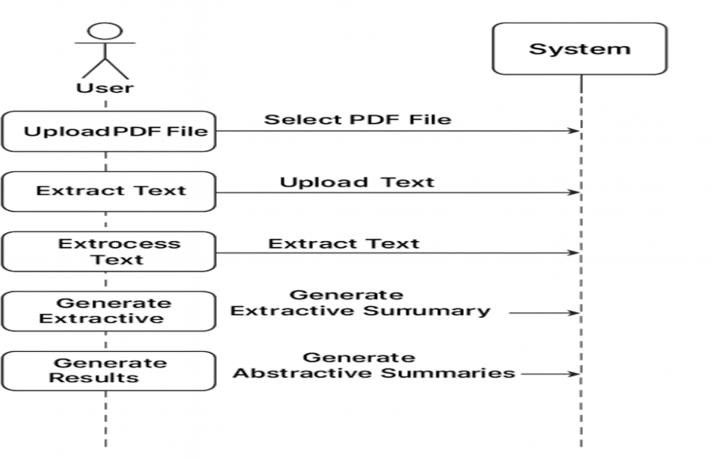 System
User
UploadPDF File
Select PDF File
Extract Text
Upload Text
Extrocess
Text
Extract Text
Generate
Extractive
Generate
Extractive Surrumary
Generate
Results
Generate
Abstractive Summaries